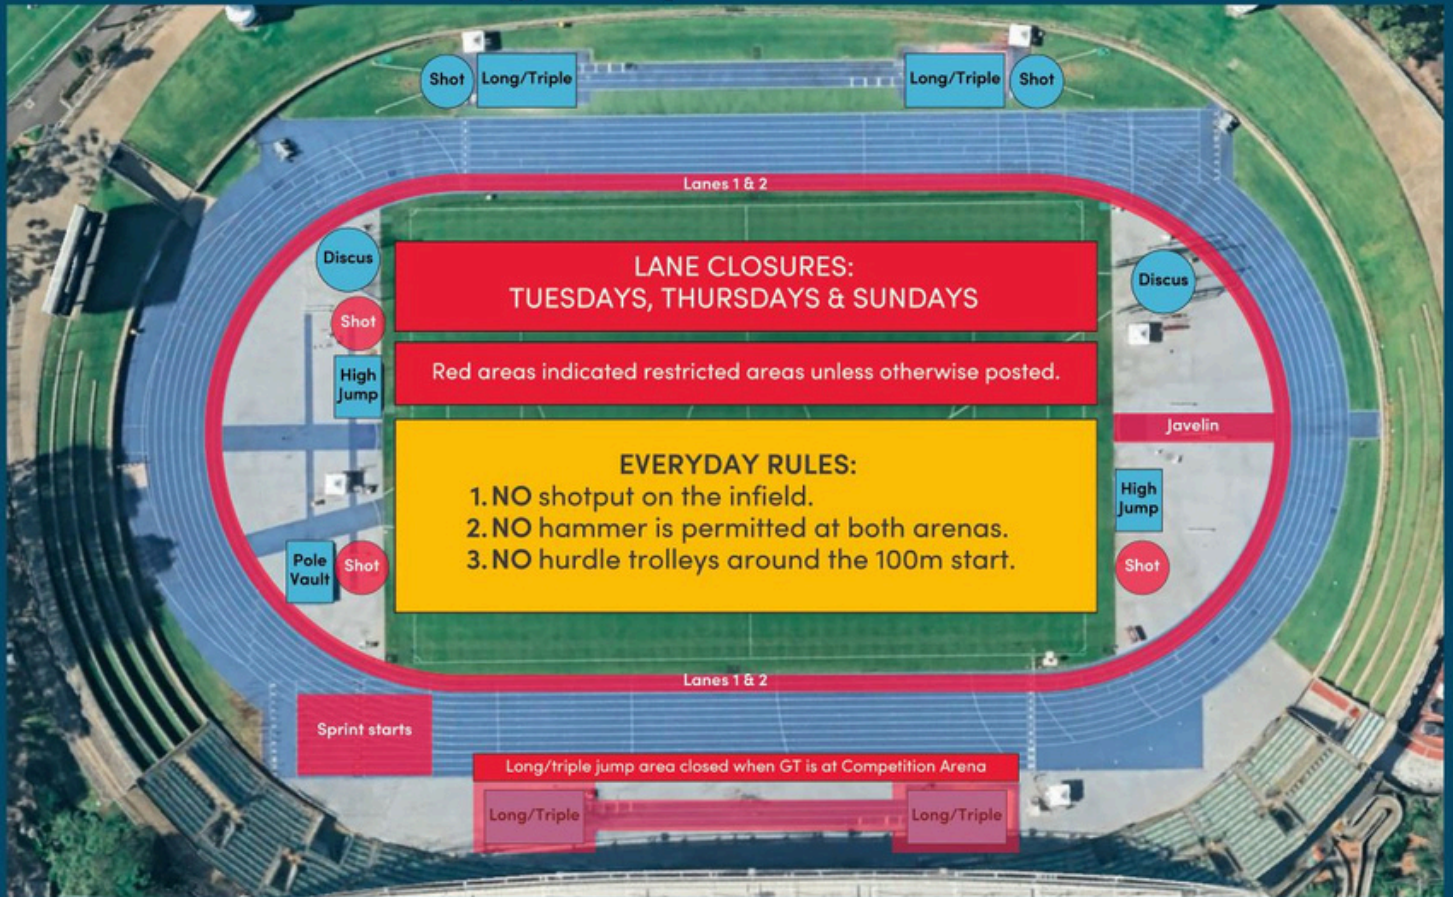 Shot
Long/Triple
Long/Triple
Shot
Lanes 1 & 2
Discus
LANE CLOSURES:
TUESDAYS, THURSDAYS & SUNDAYS
Discus
Shot
High
Jump
Red areas indicated restricted areas unless otherwise posted.
Javelin
EVERYDAY RULES:
1. NO shotput on the infield.
2. NO hammer is permitted at both arenas.
3. NO hurdle trolleys around the 100m start.
High
Jump
Pole
Vault
Shot
Shot
Lanes 1 & 2
Sprint starts
Long/triple jump area closed when GT is at Competition Arena
Long/Triple
Long/Triple